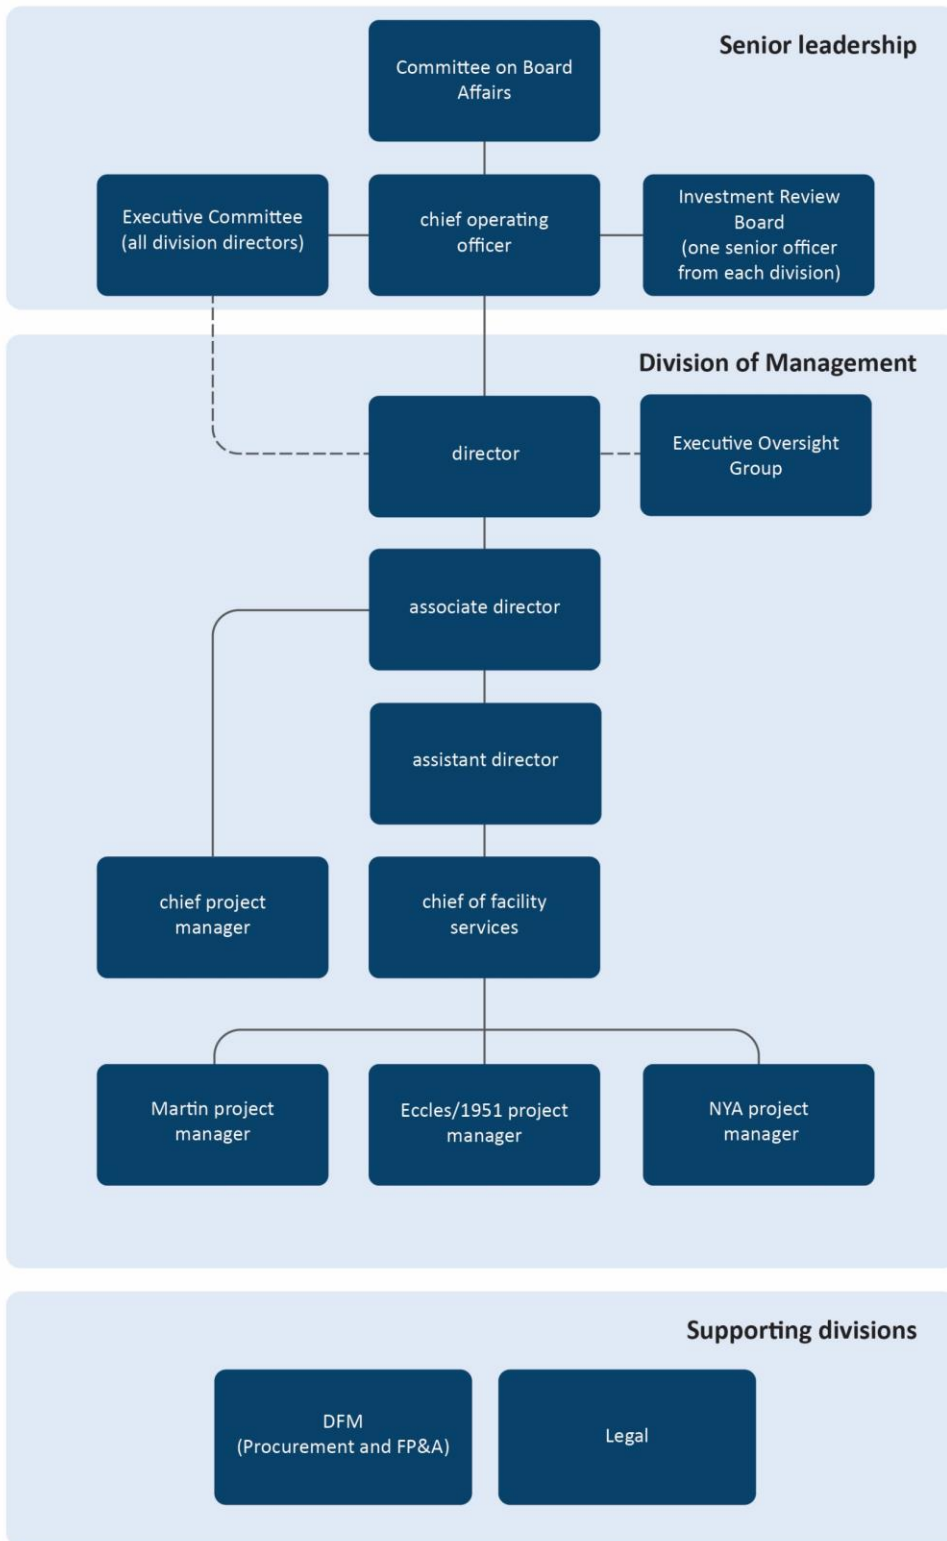 Senior leadership
Committee on Board
Affairs
Executive Committee
(all division directors)
chief operating
officer
Investment Review
Board
(one senior officer
from each division)
Division of Management
director
Executive Oversight
Group
associate director
assistant director
chief project
manager
chief of facility
services
Martin project
manager
Eccles/1951 project
manager
NYA project
manager
Supporting divisions
DFM
(Procurement and FP&A)
Legal